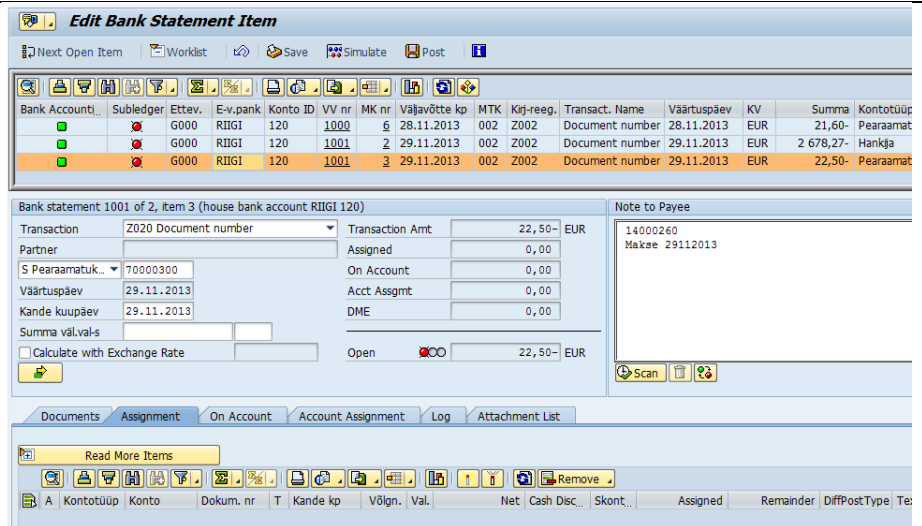 Edit Bank Statement Item
Next Open Item Worklist Save Simulate Post
Bank Accounti... Subledger Ettev. E-v.pank Konto ID VV nr MK nr Väljavõtte kp MTK Kirj-reeg. Transact. Name Väärtuspäev KV Summa Kontotüüp
G000 RIIGI 120 1000 6 28.11.2013 002 Z002 Document number 28.11.2013 EUR 21,60- Pearaamat
G000 RIIGI 120 1001 2 29.11.2013 002 Z002 Document number 29.11.2013 EUR 2 678,27- Hankija
G000 RIIGI 120 1001 3 29.11.2013 002 Z002 Document number 29.11.2013 EUR 22,50- Pearaamat
Bank statement 1001 of 2, item 3 (house bank account RIIGI 120) Note to Payee
Transaction Z020 Document number Transaction Amt 22,50- EUR 14000260
Partner Assigned 0,00 Makse 29112013
S Pearaamatuk... 70000300 On Account 0,00
Väärtuspäev 29.11.2013 Acct Assgmt 0,00
Kande kuupäev 29.11.2013 DME 0,00
Summa väl.val-s
Calculate with Exchange Rate Open 22,50- EUR
Scan
Documents Assignment On Account Account Assignment Log Attachment List
Read More Items
Remove
A Kontotüüp Konto Dokum. nr T Kande kp Võlgn. Val. Net Cash Disc... Skont... Assigned Remainder DiffPostType Tex